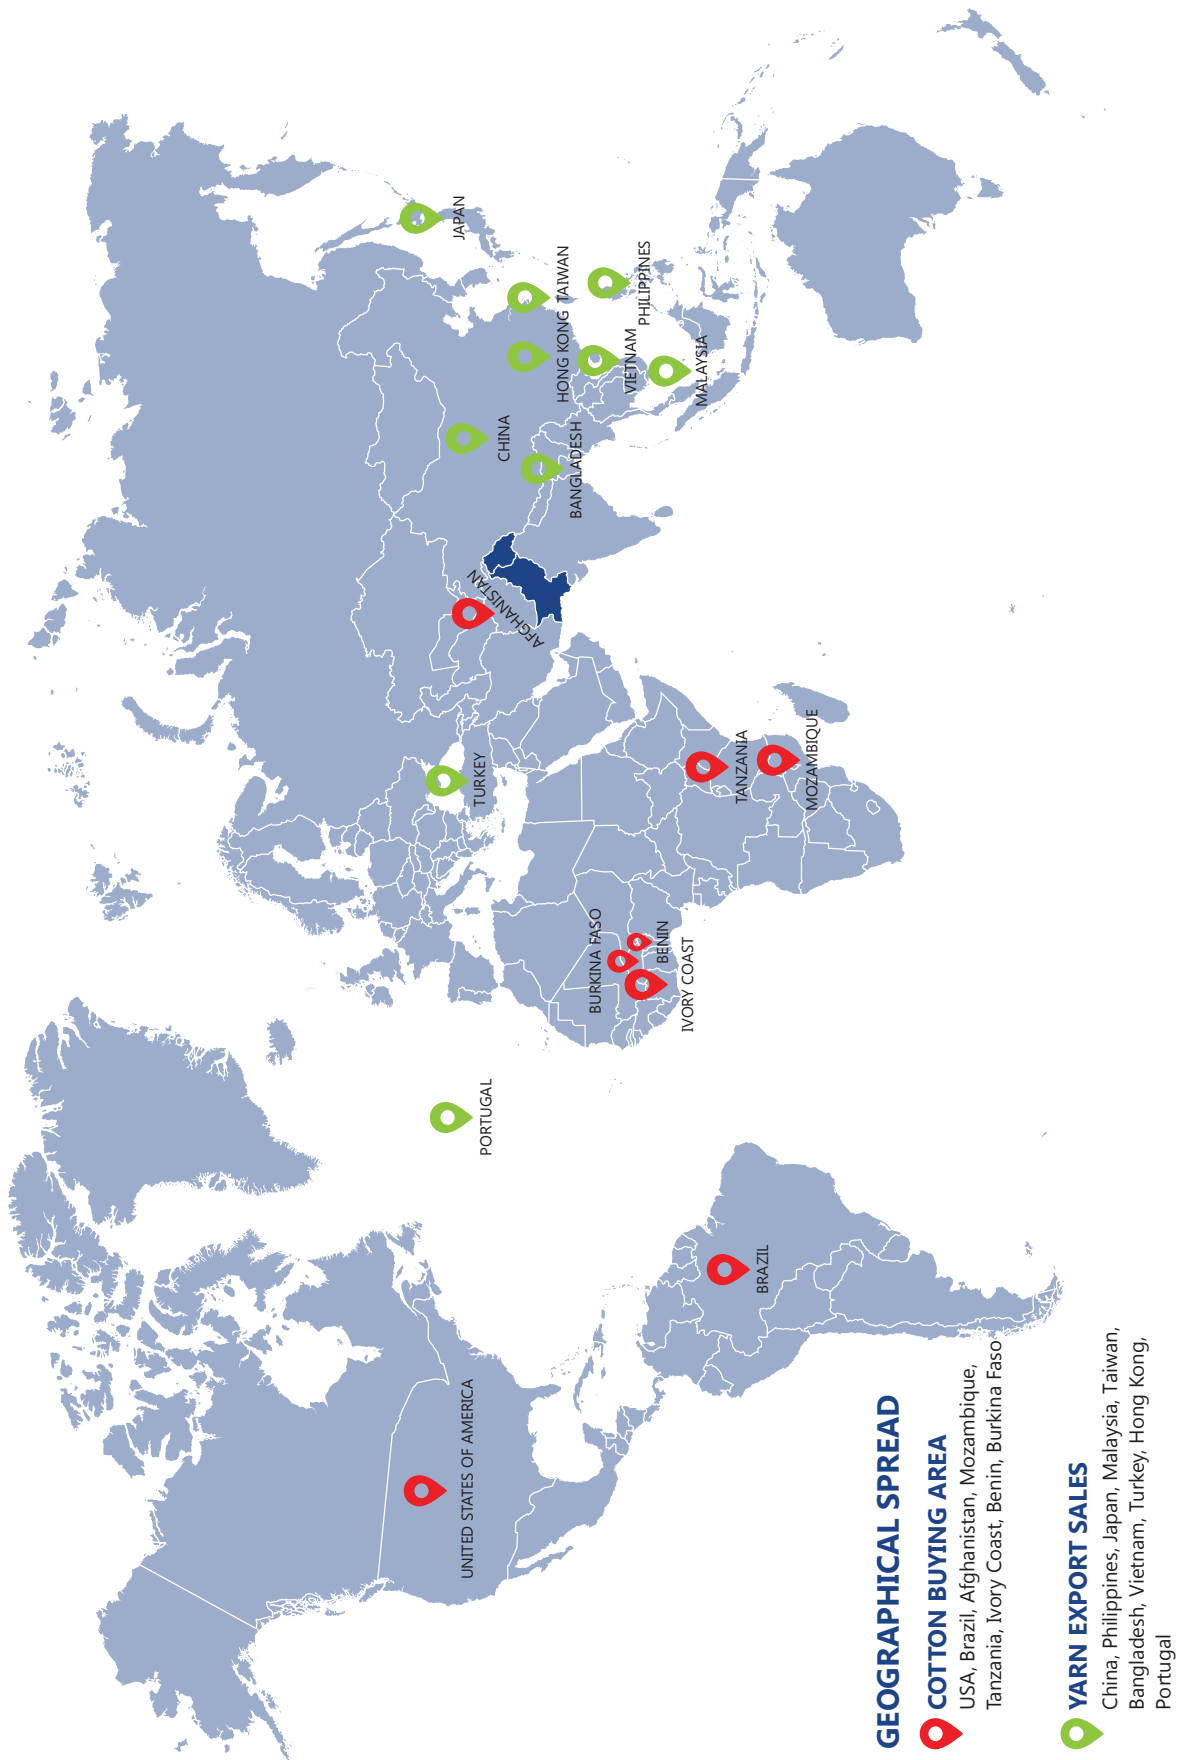 GEOGRAPHICAL SPREAD
COTTON BUYING AREA
USA, Brazil, Afghanistan, Mozambique,
Tanzania, Ivory Coast, Benin, Burkina Faso
YARN EXPORT SALES
China, Philippines, Japan, Malaysia, Taiwan,
Bangladesh, Vietnam, Turkey, Hong Kong,
Portugal
UNITED STATES OF AMERICA
BRAZIL
PORTUGAL
BURKINA FASO
BENIN
IVORY COAST
TURKEY
TANZANIA
MOZAMBIQUE
AFGHANISTAN
CHINA
BANGLADESH
HONG KONG
TAIWAN
VIETNAM
MALAYSIA
PHILIPPINES
JAPAN